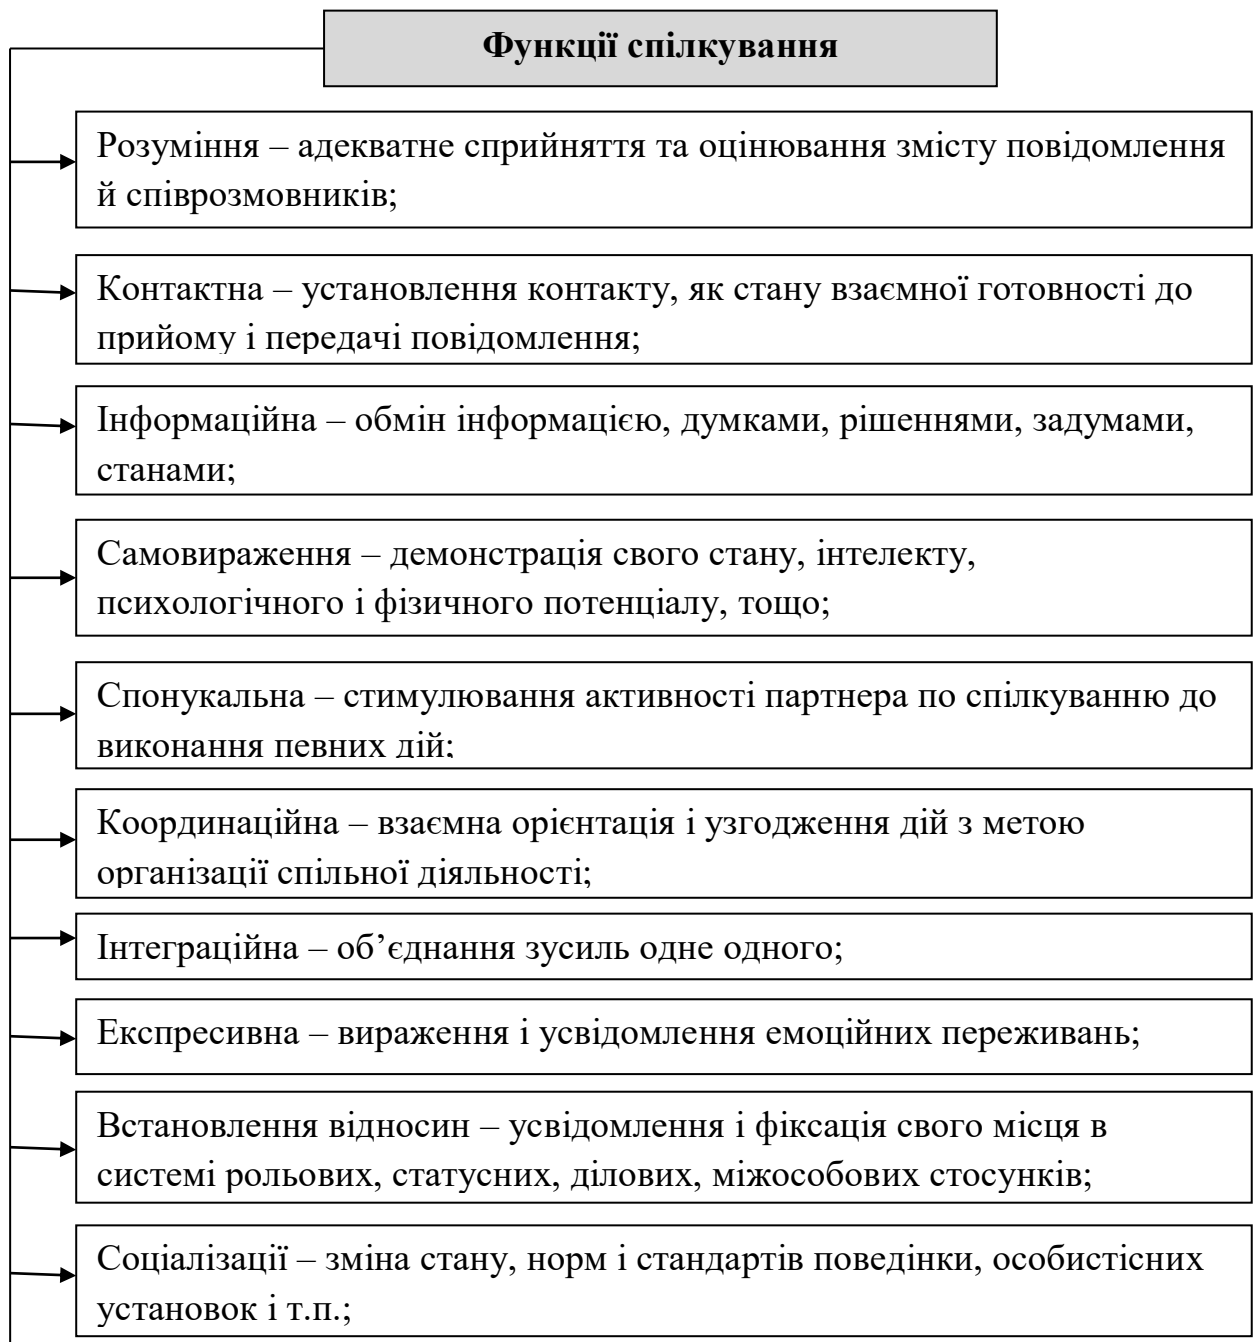 Функції спілкування
Розуміння – адекватне сприйняття та оцінювання змісту повідомлення
й співрозмовників;
Контактна – установлення контакту, як стану взаємної готовності до
прийому і передачі повідомлення;
Інформаційна – обмін інформацією, думками, рішеннями, задумами,
станами;
Самовираження – демонстрація свого стану, інтелекту,
психологічного і фізичного потенціалу, тощо;
Спонукальна – стимулювання активності партнера по спілкуванню до
виконання певних дій;
Координаційна – взаємна орієнтація і узгодження дій з метою
організації спільної діяльності;
Інтеграційна – об’єднання зусиль одне одного;
Експресивна – вираження і усвідомлення емоційних переживань;
Встановлення відносин – усвідомлення і фіксація свого місця в
системі рольових, статусних, ділових, міжособових стосунків;
Соціалізації – зміна стану, норм і стандартів поведінки, особистісних
установок і т.п.;